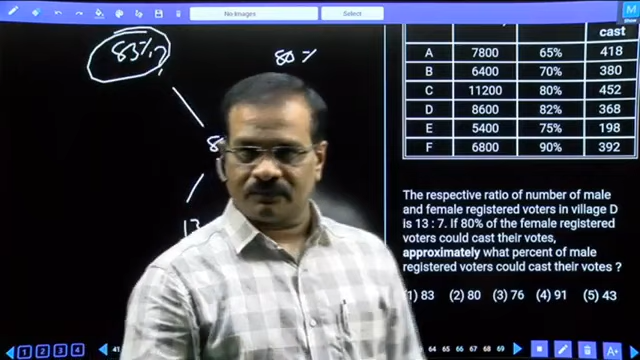 No-Images
Select
M
83%?
80 %
8
13
cast
A 7800 65% 418
B 6400 70% 380
C 11200 80% 452
D 8600 82% 368
E 5400 75% 198
F 6800 90% 392
The respective ratio of number of male
and female registered voters in village D
is 13 : 7. If 80% of the female registered
voters could cast their votes,
approximately what percent of male
registered voters could cast their votes ?
(1) 83 (2) 80 (3) 76 (4) 91 (5) 43
1 2 3 4
41
64 65 66 67 68 69
A+